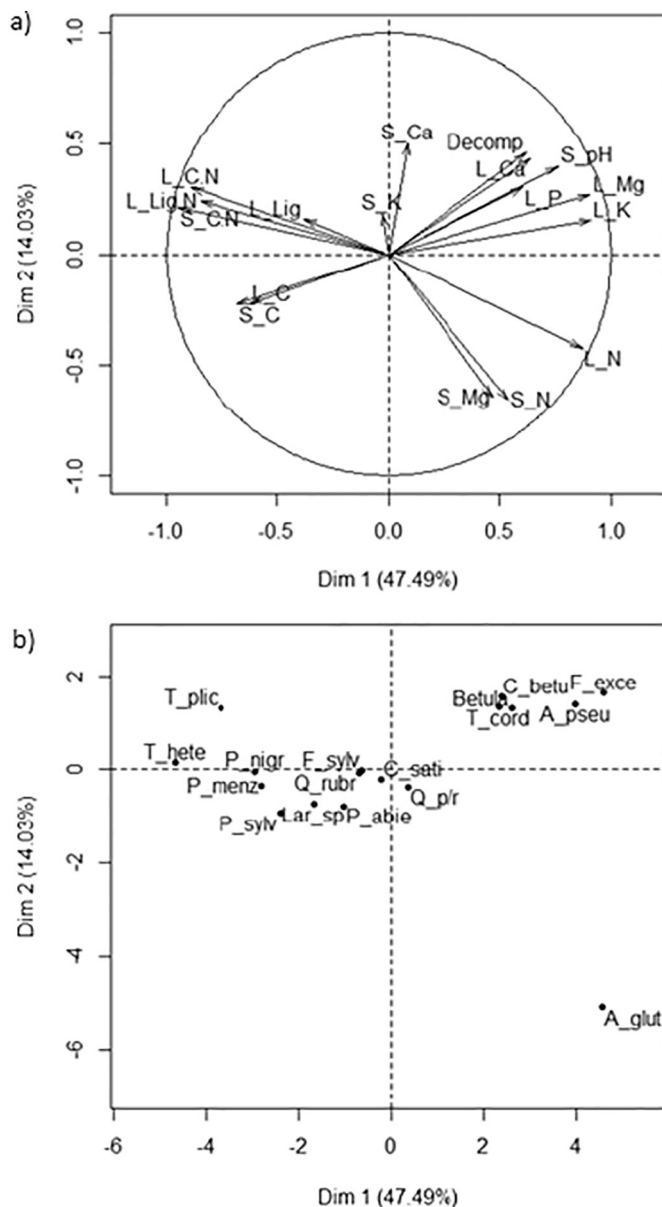 a)
1.0
0.5
0.0
-0.5
-1.0
Dim 2 (14.03%)
S_Ca
Decomp
L_Ca
S_pH
L_C.N
L_Lig.N
S_C.N
L_Lig
S_K
L_P
L_Mg
L_K
L_C
S_C
L_N
S_Mg
S_N
-1.0 -0.5 0.0 0.5 1.0
Dim 1 (47.49%)
b)
2
0
-2
-4
-6
Dim 2 (14.03%)
T_plic
Betula
C_betu
F_exce
T_cord
A_pseu
T_hete
P_nigr
F_sylv
C_sati
P_menz
Q_rubr
Q_p/r
P_sylv
Lar_sp
P_abie
A_glut
-6 -4 -2 0 2 4
Dim 1 (47.49%)